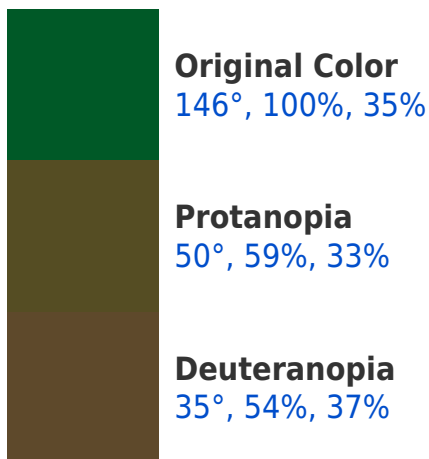 Original Color
146°, 100%, 35%
Protanopia
50°, 59%, 33%
Deuteranopia
35°, 54%, 37%